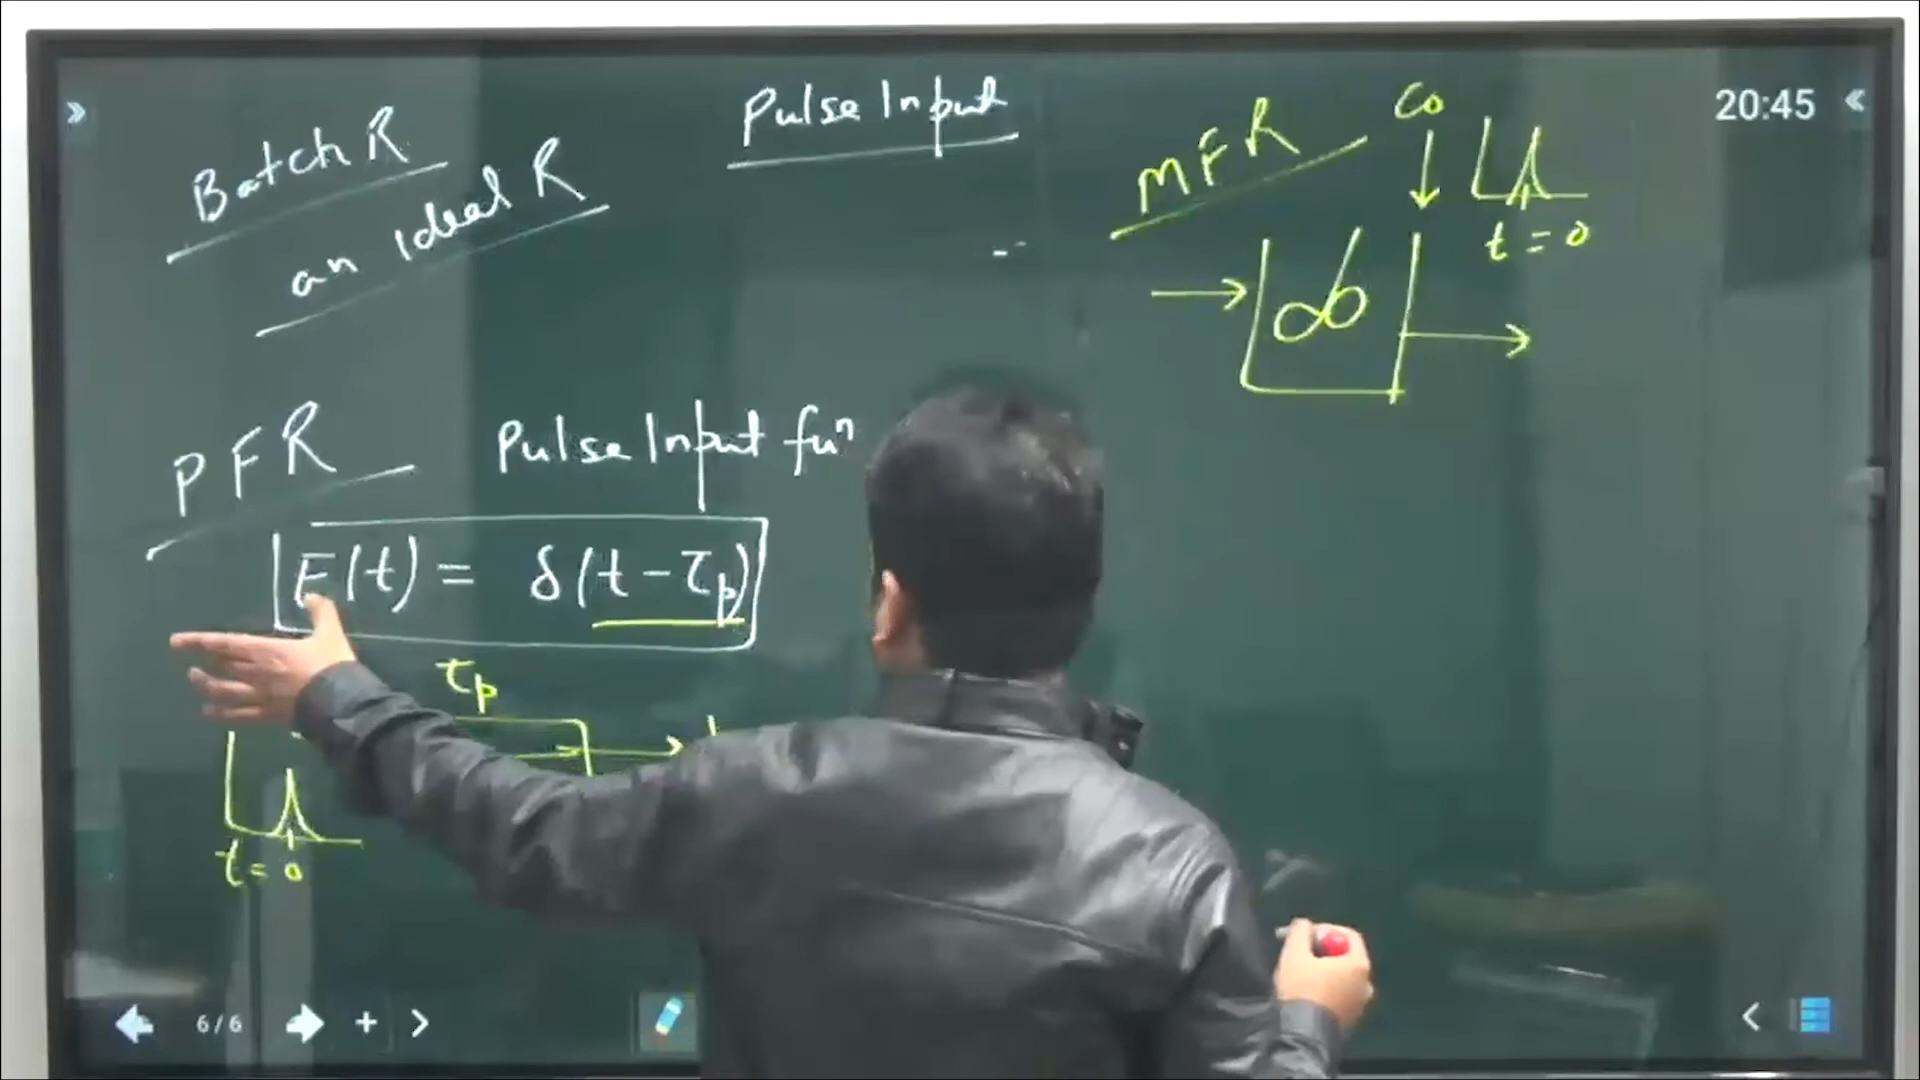 Batch R
an ideal R
Pulse Input
MFR
C0
t = 0
20:45
PFR
Pulse Input fuⁿ
E(t) = δ(t - τp)
τp
t = 0
6/6